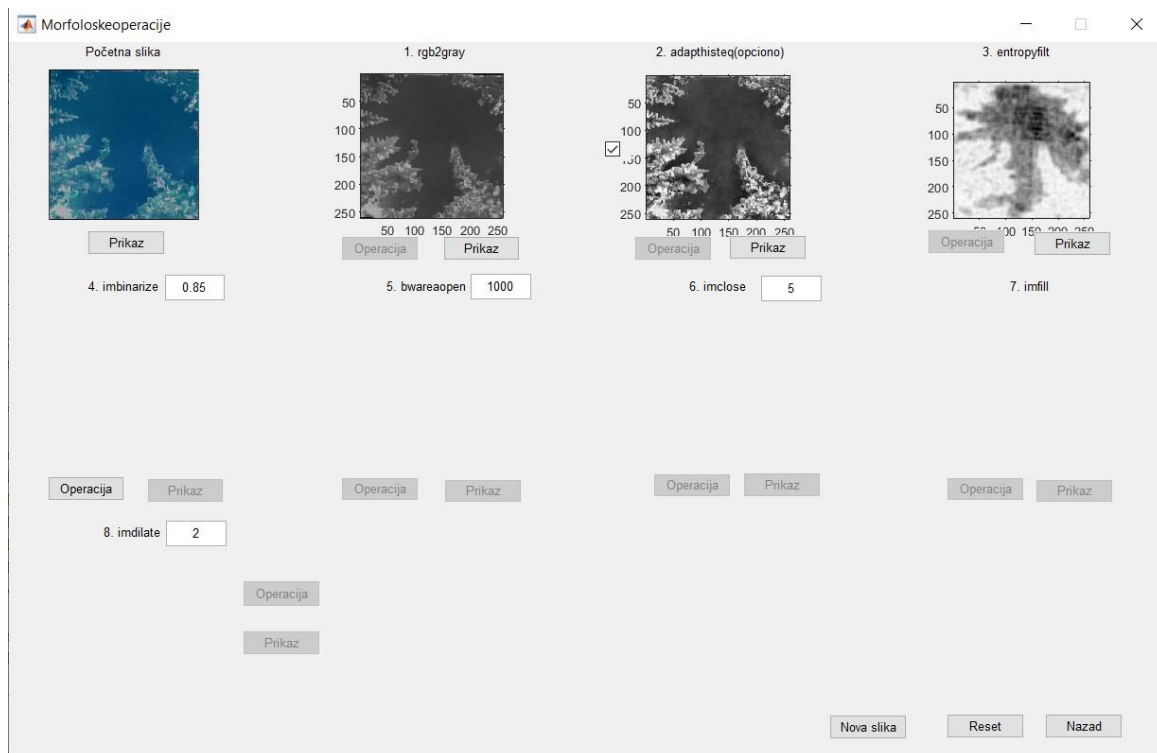 Morfoloskeoperacije
Početna slika 1. rgb2gray 2. adapthisteq(opciono) 3. entropyfilt
50 50 50
100 100 100
150 150
200 200 200
250 250 250
50 100 150 200 250 50 100 150 200 250
Prikaz Operacija Prikaz Operacija Prikaz Operacija Prikaz
4. imbinarize 0.85 5. bwareaopen 1000 6. imclose 5 7. imfill
Operacija Prikaz Operacija Prikaz Operacija Prikaz Operacija Prikaz
8. imdilate 2
Operacija
Prikaz
Nova slika Reset Nazad